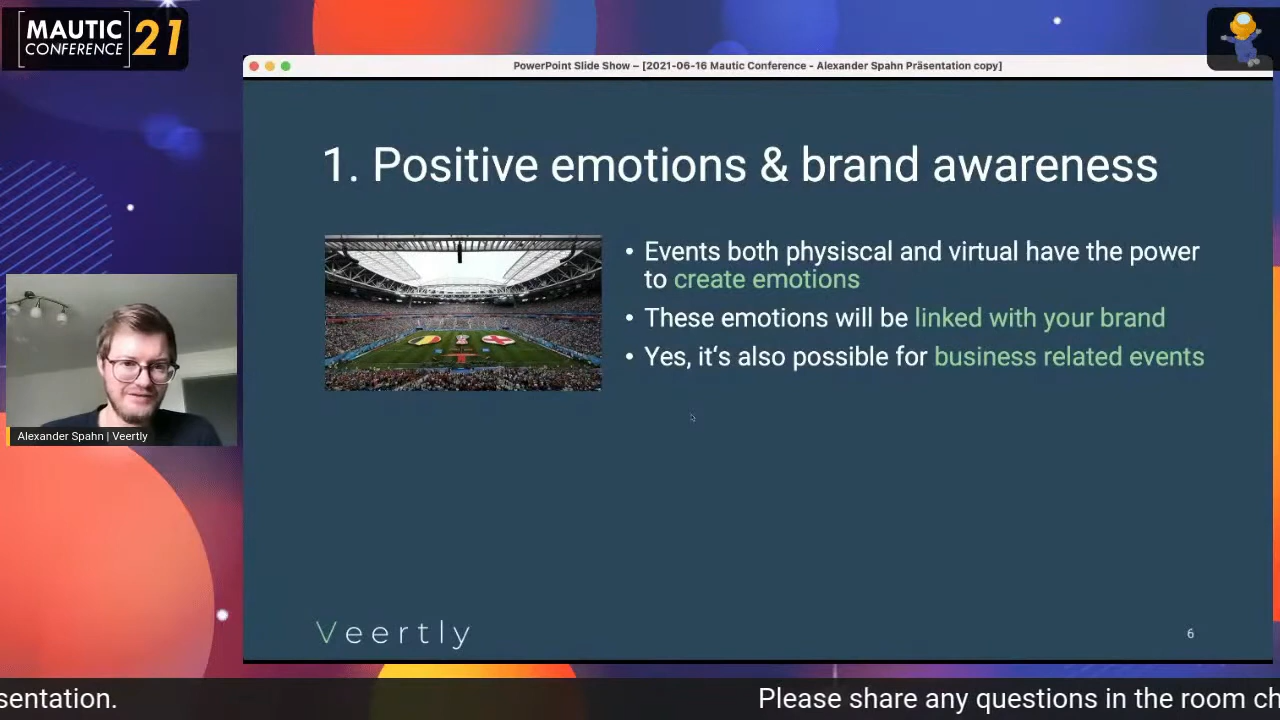 MAUTIC
CONFERENCE
21
PowerPoint Slide Show – [2021-06-16 Mautic Conference - Alexander Spahn Präsentation copy]
1. Positive emotions & brand awareness
• Events both physiscal and virtual have the power
to create emotions
• These emotions will be linked with your brand
• Yes, it‘s also possible for business related events
Alexander Spahn | Veertly
Veertly
6
sentation.
Please share any questions in the room ch